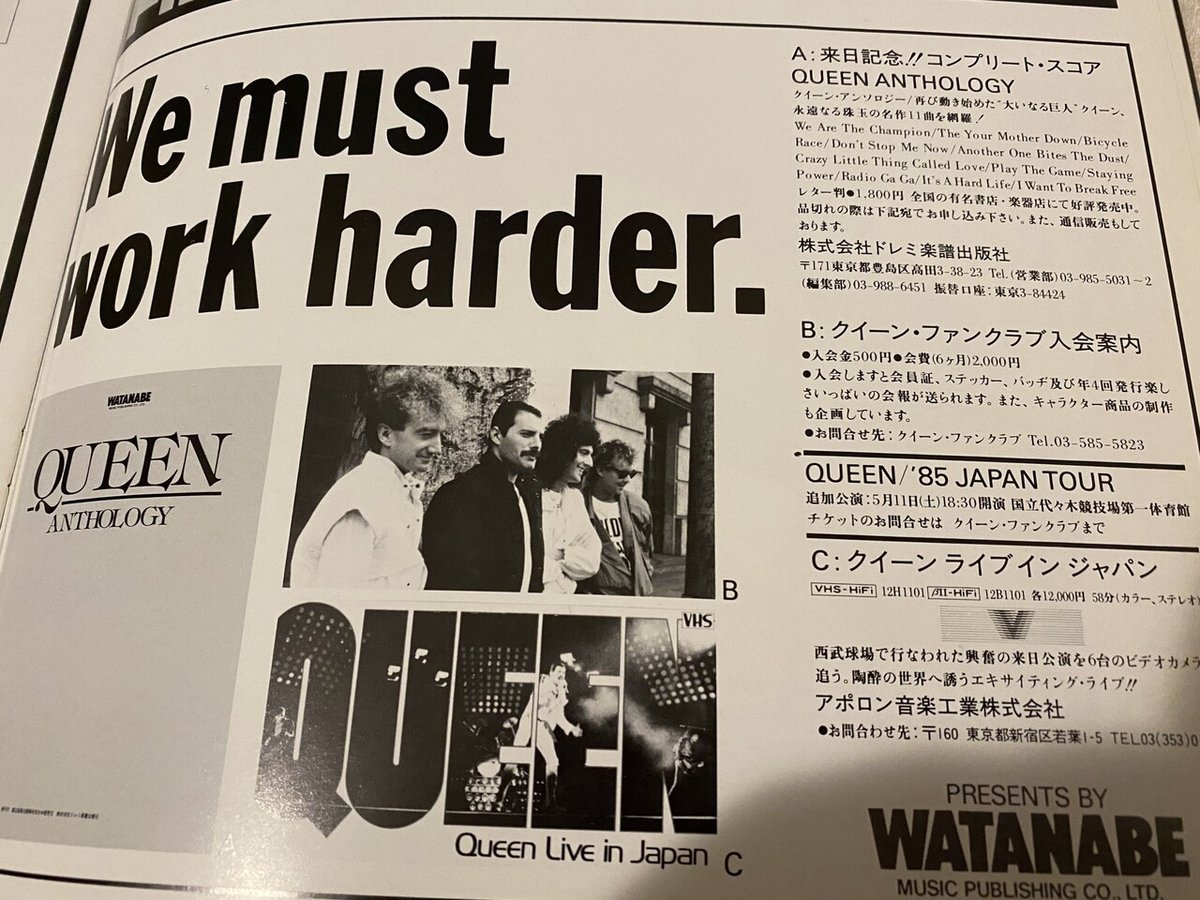 We must
work harder.
WATANABE
MUSIC PUBLISHING CO., LTD.
QUEEN
ANTHOLOGY
B
VHS
QUEEN
Queen Live in Japan
C
A:来日記念!!コンプリート・スコア
QUEEN ANTHOLOGY
クイーン・アンソロジー/再び動き始めた“大いなる巨人”クイーン、
永遠なる珠玉の名作11曲を網羅!
We Are The Champion/The Your Mother Down/Bicycle
Race/Don't Stop Me Now/Another One Bites The Dust/
Crazy Little Thing Called Love/Play The Game/Staying
Power/Radio Ga Ga/It's A Hard Life/I Want To Break Free
レター判●1,800円 全国の有名書店・楽器店にて好評発売中。
品切れの際は下記宛でお申し込み下さい。また、通信販売もして
おります。
株式会社ドレミ楽譜出版社
〒171東京都豊島区高田3-38-23 Tel.(営業部)03-985-5031〜2
(編集部)03-988-6451 振替口座:東京3-84424
B:クイーン・ファンクラブ入会案内
●入会金500円●会費(6ヶ月)2,000円
●入会しますと会員証、ステッカー、バッヂ及び年4回発行楽し
さいっぱいの会報が送られます。また、キャラクター商品の制作
も企画しています。
●お問合せ先:クイーン・ファンクラブ Tel.03-585-5823
QUEEN/'85 JAPAN TOUR
追加公演:5月11日(土)18:30開演 国立代々木競技場第一体育館
チケットのお問合せは クイーン・ファンクラブまで
C:クイーン ライブ イン ジャパン
VHS-HiFi 12H1101 βII-HiFi 12B1101 各12,000円 58分(カラー、ステレオ
V
西武球場で行なわれた興奮の来日公演を6台のビデオカメラ
追う。陶酔の世界へ誘うエキサイティング・ライブ!!
アポロン音楽工業株式会社
●お問合わせ先:〒160 東京都新宿区若葉1-5 TEL03(353)0
PRESENTS BY
WATANABE
MUSIC PUBLISHING CO., LTD.